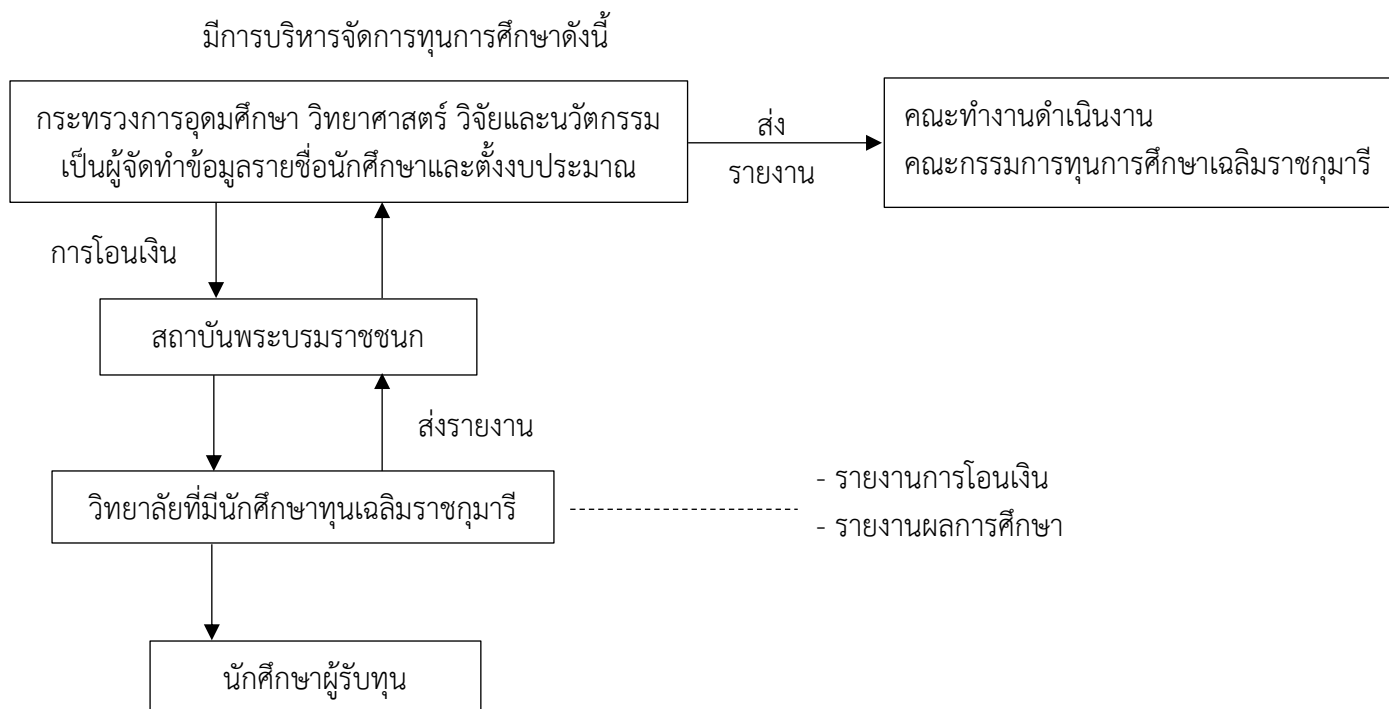 มีการบริหารจัดการทุนการศึกษาดังนี้
กระทรวงการอุดมศึกษา วิทยาศาสตร์ วิจัยและนวัตกรรม
เป็นผู้จัดทำข้อมูลรายชื่อนักศึกษาและตั้งงบประมาณ
ส่ง
รายงาน
คณะทำงานดำเนินงาน
คณะกรรมการทุนการศึกษาเฉลิมราชกุมารี
การโอนเงิน
สถาบันพระบรมราชชนก
ส่งรายงาน
วิทยาลัยที่มีนักศึกษาทุนเฉลิมราชกุมารี
- รายงานการโอนเงิน
- รายงานผลการศึกษา
นักศึกษาผู้รับทุน